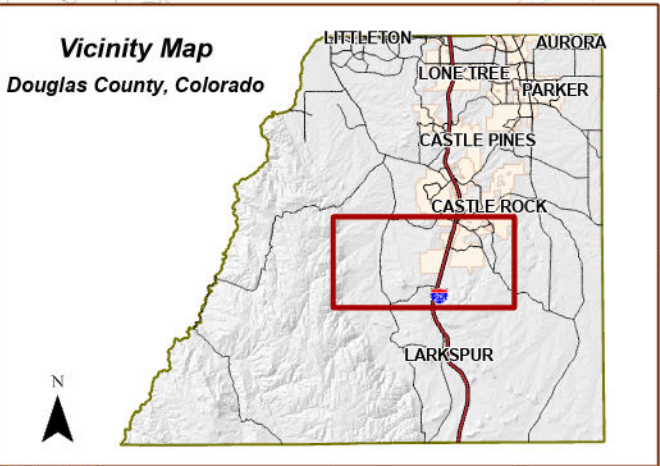 Vicinity Map
Douglas County, Colorado
LITTLETON
AURORA
LONE TREE
PARKER
CASTLE PINES
CASTLE ROCK
25
LARKSPUR
N